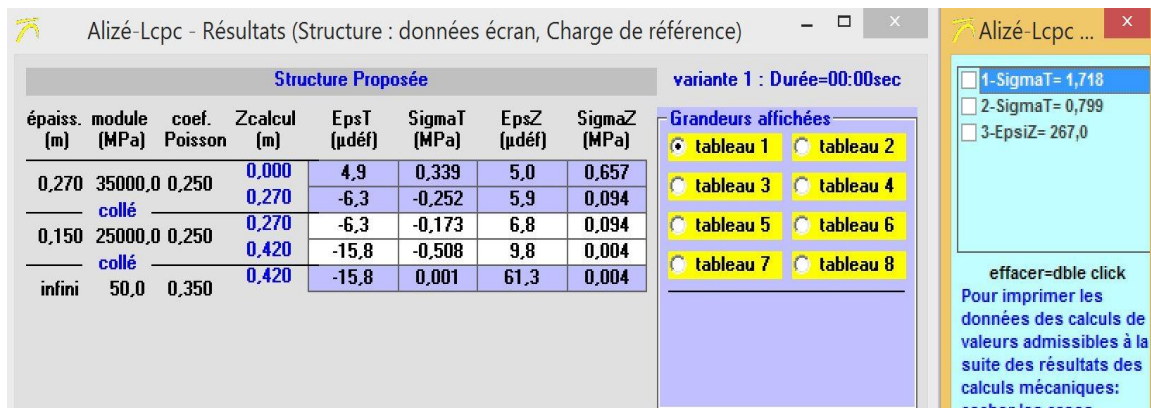 Alizé-Lcpc - Résultats (Structure : données écran, Charge de référence)
Structure Proposée
épaiss. module coef. Zcalcul EpsT SigmaT EpsZ SigmaZ
(m) (MPa) Poisson (m) (µdéf) (MPa) (µdéf) (MPa)
0,000 4,9 0,339 5,0 0,657
0,270 35000,0 0,250
0,270 -6,3 -0,252 5,9 0,094
collé
0,270 -6,3 -0,173 6,8 0,094
0,150 25000,0 0,250
0,420 -15,8 -0,508 9,8 0,004
collé
0,420 -15,8 0,001 61,3 0,004
infini 50,0 0,350
variante 1 : Durée=00:00sec
Grandeurs affichées
tableau 1 tableau 2
tableau 3 tableau 4
tableau 5 tableau 6
tableau 7 tableau 8
Alizé-Lcpc ...
1-SigmaT= 1,718
2-SigmaT= 0,799
3-EpsiZ= 267,0
effacer=dble click
Pour imprimer les
données des calculs de
valeurs admissibles à la
suite des résultats des
calculs mécaniques: